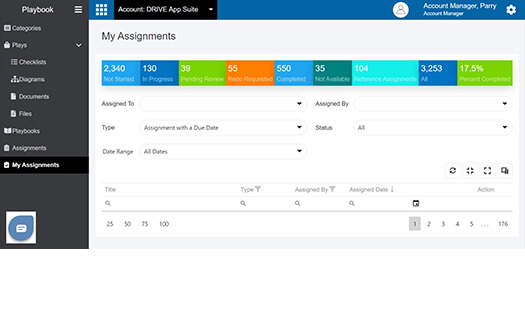 Playbook
Account: DRIVE App Suite
Account Manager, Parry
Account Manager
Categories
Plays
Checklists
Diagrams
Documents
Files
Playbooks
Assignments
My Assignments
My Assignments
2,340 130 39 55 550 35 104 3,253 17.5%
Not Started In Progress Pending Review Redo Requested Completed Not Available Reference Assignments All Percent Completed
Assigned To Assigned By
Type Assignment with a Due Date Status All
Date Range All Dates
Title Type Assigned By Assigned Date Action
25 50 75 100 1 2 3 4 5 ... 176